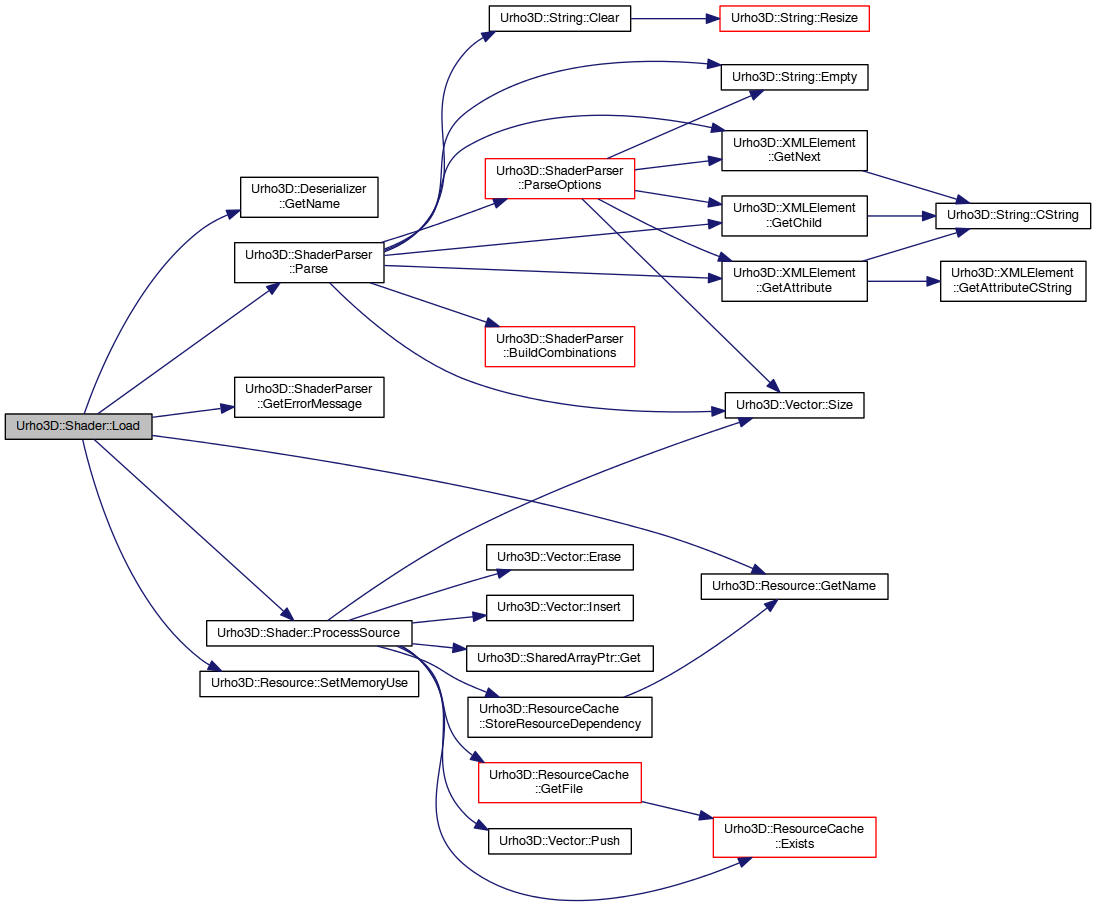 Urho3D::String::Clear
Urho3D::String::Resize
Urho3D::String::Empty
Urho3D::XMLElement
::GetNext
Urho3D::ShaderParser
::ParseOptions
Urho3D::Deserializer
::GetName
Urho3D::XMLElement
::GetChild
Urho3D::String::CString
Urho3D::ShaderParser
::Parse
Urho3D::XMLElement
::GetAttribute
Urho3D::XMLElement
::GetAttributeCString
Urho3D::ShaderParser
::BuildCombinations
Urho3D::ShaderParser
::GetErrorMessage
Urho3D::Vector::Size
Urho3D::Shader::Load
Urho3D::Vector::Erase
Urho3D::Resource::GetName
Urho3D::Vector::Insert
Urho3D::Shader::ProcessSource
Urho3D::SharedArrayPtr::Get
Urho3D::Resource::SetMemoryUse
Urho3D::ResourceCache
::StoreResourceDependency
Urho3D::ResourceCache
::GetFile
Urho3D::Vector::Push
Urho3D::ResourceCache
::Exists